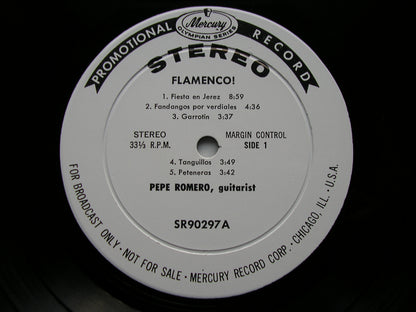 Mercury
OLYMPIAN SERIES
PROMOTIONAL RECORD
STEREO
FLAMENCO!
1. Fiesta en Jerez 8:59
2. Fandangos por verdiales 4:36
3. Garrotin 3:37
STEREO MARGIN CONTROL
33⅓ R.P.M. SIDE 1
4. Tanguillos 3:49
5. Peteneras 3:42
PEPE ROMERO, guitarist
SR90297A
FOR BROADCAST ONLY • NOT FOR SALE • MERCURY RECORD CORP. • CHICAGO, ILL. • U.S.A.